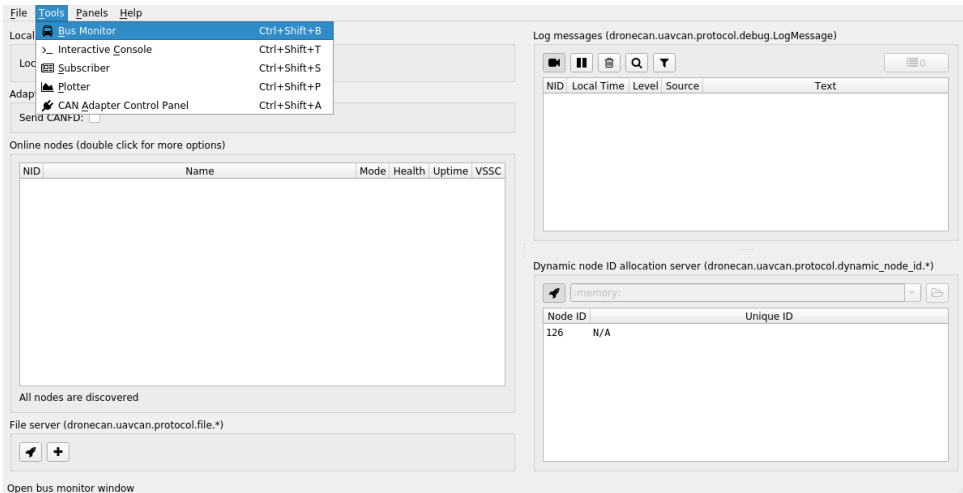 File Tools Panels Help
Bus Monitor Ctrl+Shift+B
Interactive Console Ctrl+Shift+T
Subscriber Ctrl+Shift+S
Plotter Ctrl+Shift+P
CAN Adapter Control Panel Ctrl+Shift+A
Local
Loc
Adap
Send CANFD:
Online nodes (double click for more options)
NID Name Mode Health Uptime VSSC
All nodes are discovered
File server (dronecan.uavcan.protocol.file.*)
Log messages (dronecan.uavcan.protocol.debug.LogMessage)
0
NID Local Time Level Source Text
Dynamic node ID allocation server (dronecan.uavcan.protocol.dynamic_node_id.*)
:memory:
Node ID Unique ID
126 N/A
Open bus monitor window